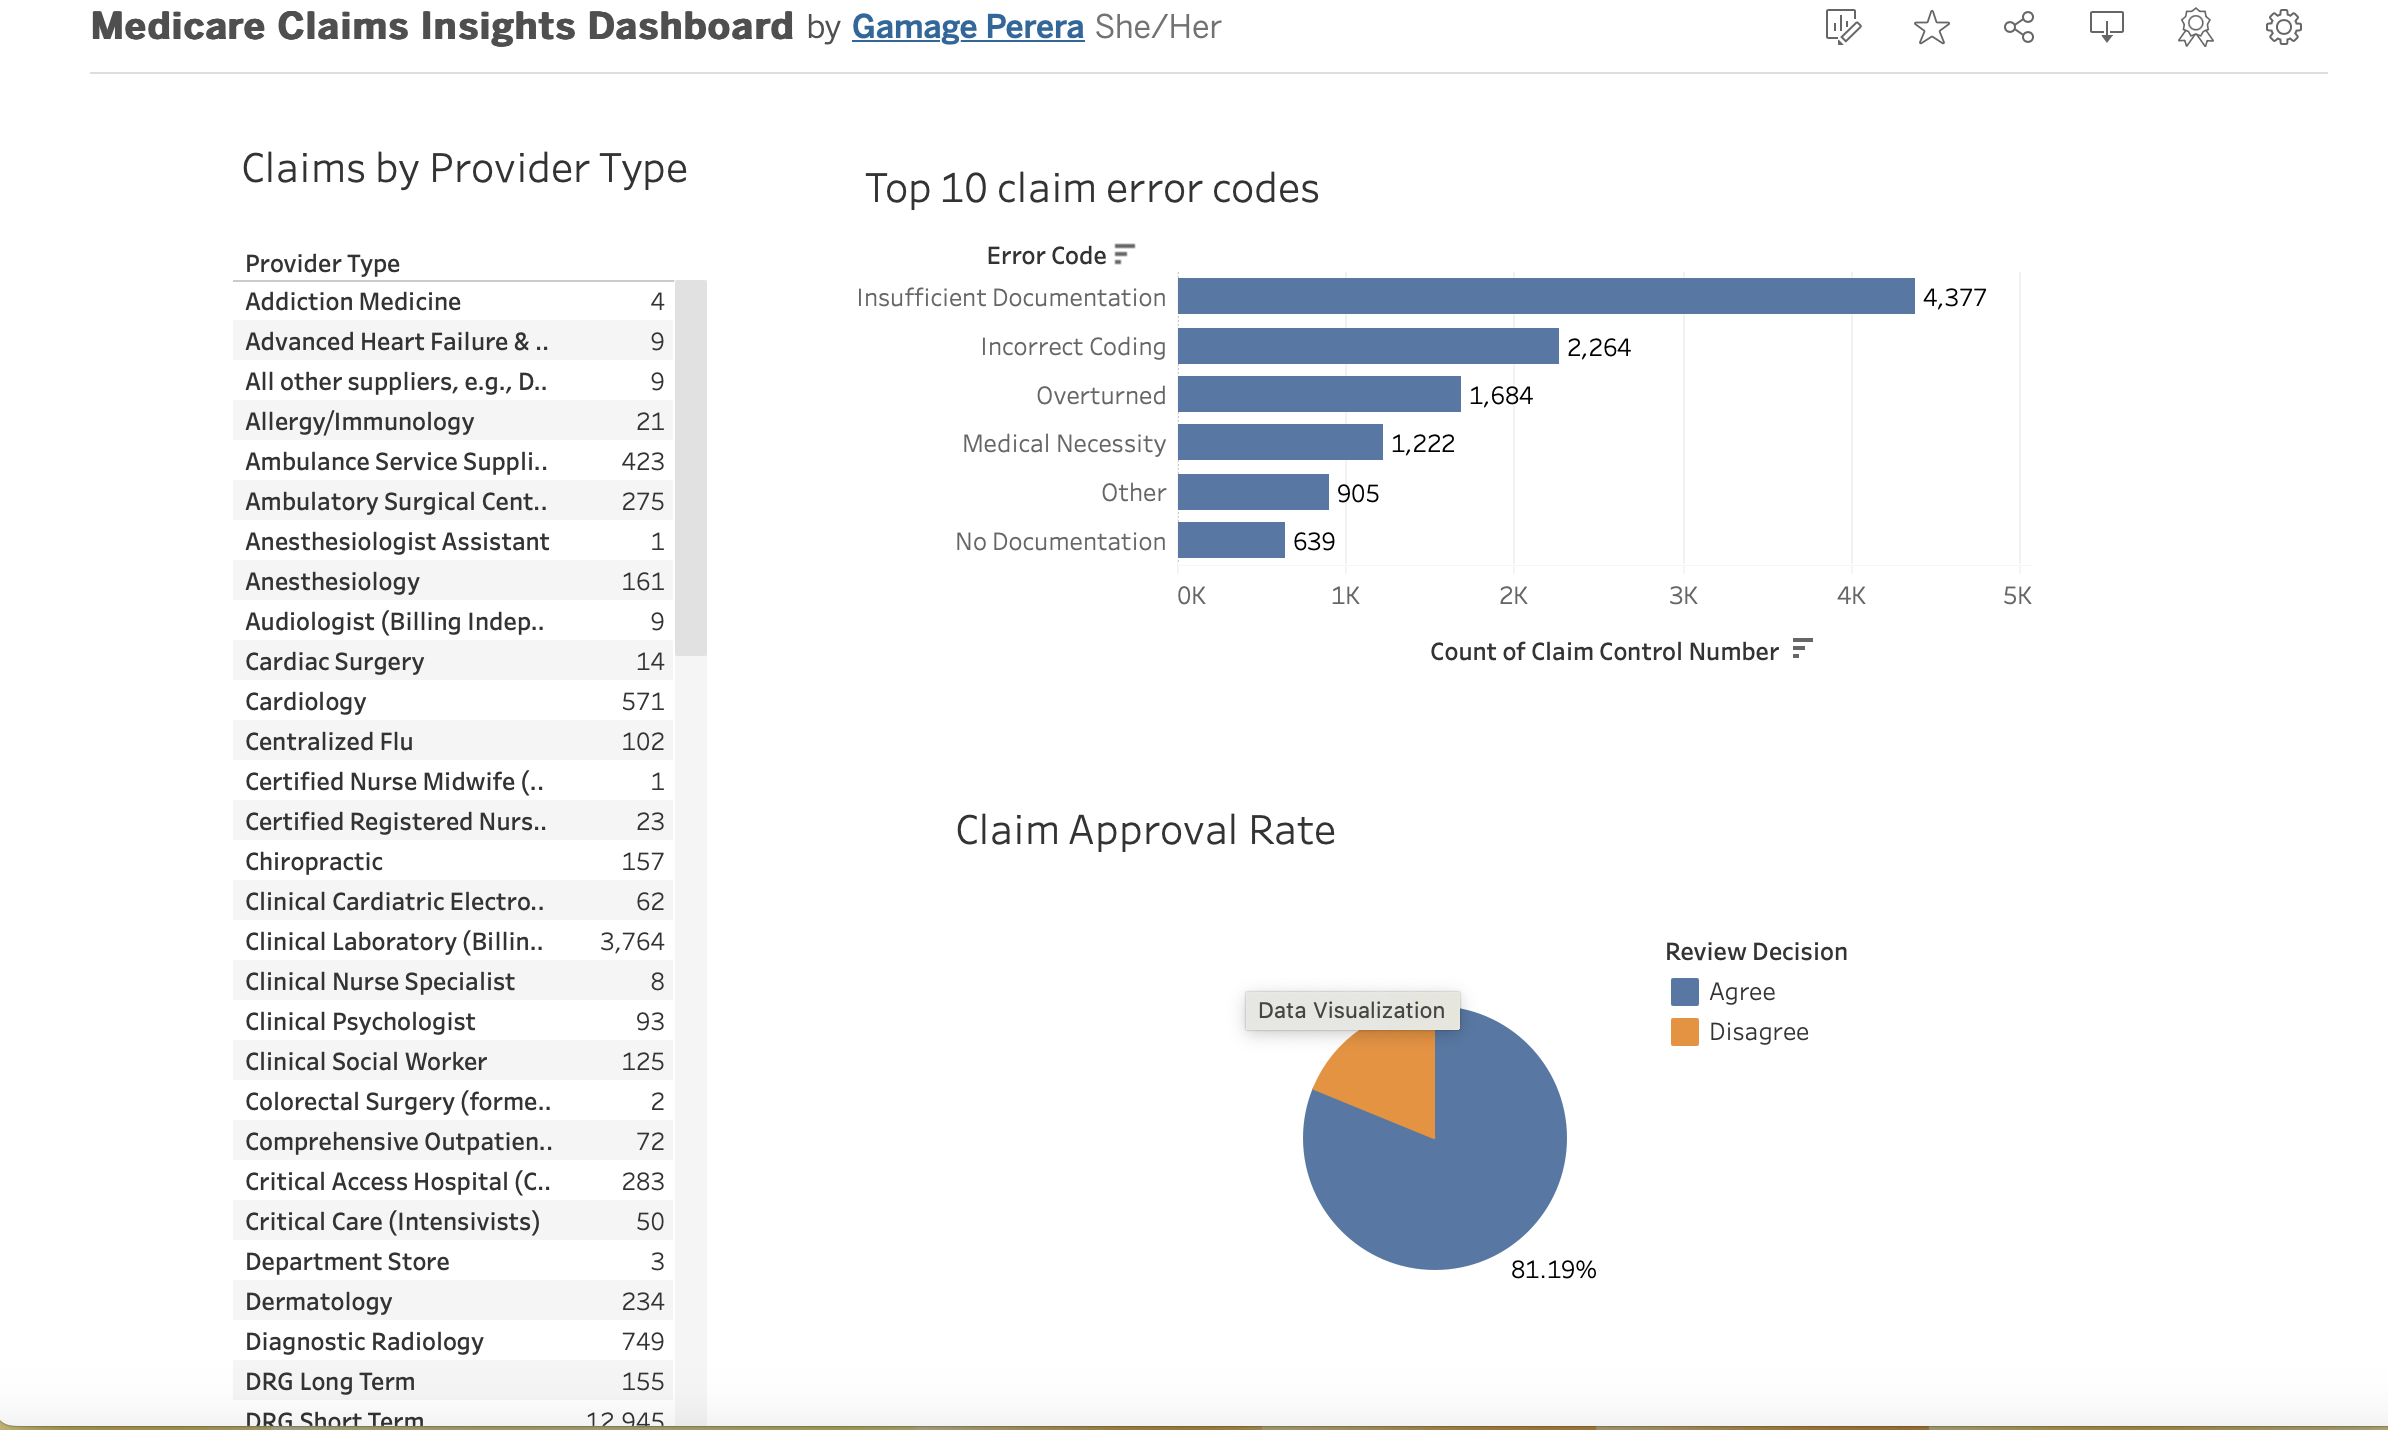 Medicare Claims Insights Dashboard by Gamage Perera She/Her
Claims by Provider Type
Provider Type
Addiction Medicine 4
Advanced Heart Failure & .. 9
All other suppliers, e.g., D.. 9
Allergy/Immunology 21
Ambulance Service Suppli.. 423
Ambulatory Surgical Cent.. 275
Anesthesiologist Assistant 1
Anesthesiology 161
Audiologist (Billing Indep.. 9
Cardiac Surgery 14
Cardiology 571
Centralized Flu 102
Certified Nurse Midwife (.. 1
Certified Registered Nurs.. 23
Chiropractic 157
Clinical Cardiatric Electro.. 62
Clinical Laboratory (Billin.. 3,764
Clinical Nurse Specialist 8
Clinical Psychologist 93
Clinical Social Worker 125
Colorectal Surgery (forme.. 2
Comprehensive Outpatien.. 72
Critical Access Hospital (C.. 283
Critical Care (Intensivists) 50
Department Store 3
Dermatology 234
Diagnostic Radiology 749
DRG Long Term 155
DRG Short Term 12,945
Top 10 claim error codes
Error Code
Insufficient Documentation 4,377
Incorrect Coding 2,264
Overturned 1,684
Medical Necessity 1,222
Other 905
No Documentation 639
0K 1K 2K 3K 4K 5K
Count of Claim Control Number
Claim Approval Rate
Review Decision
Agree
Disagree
Data Visualization
81.19%